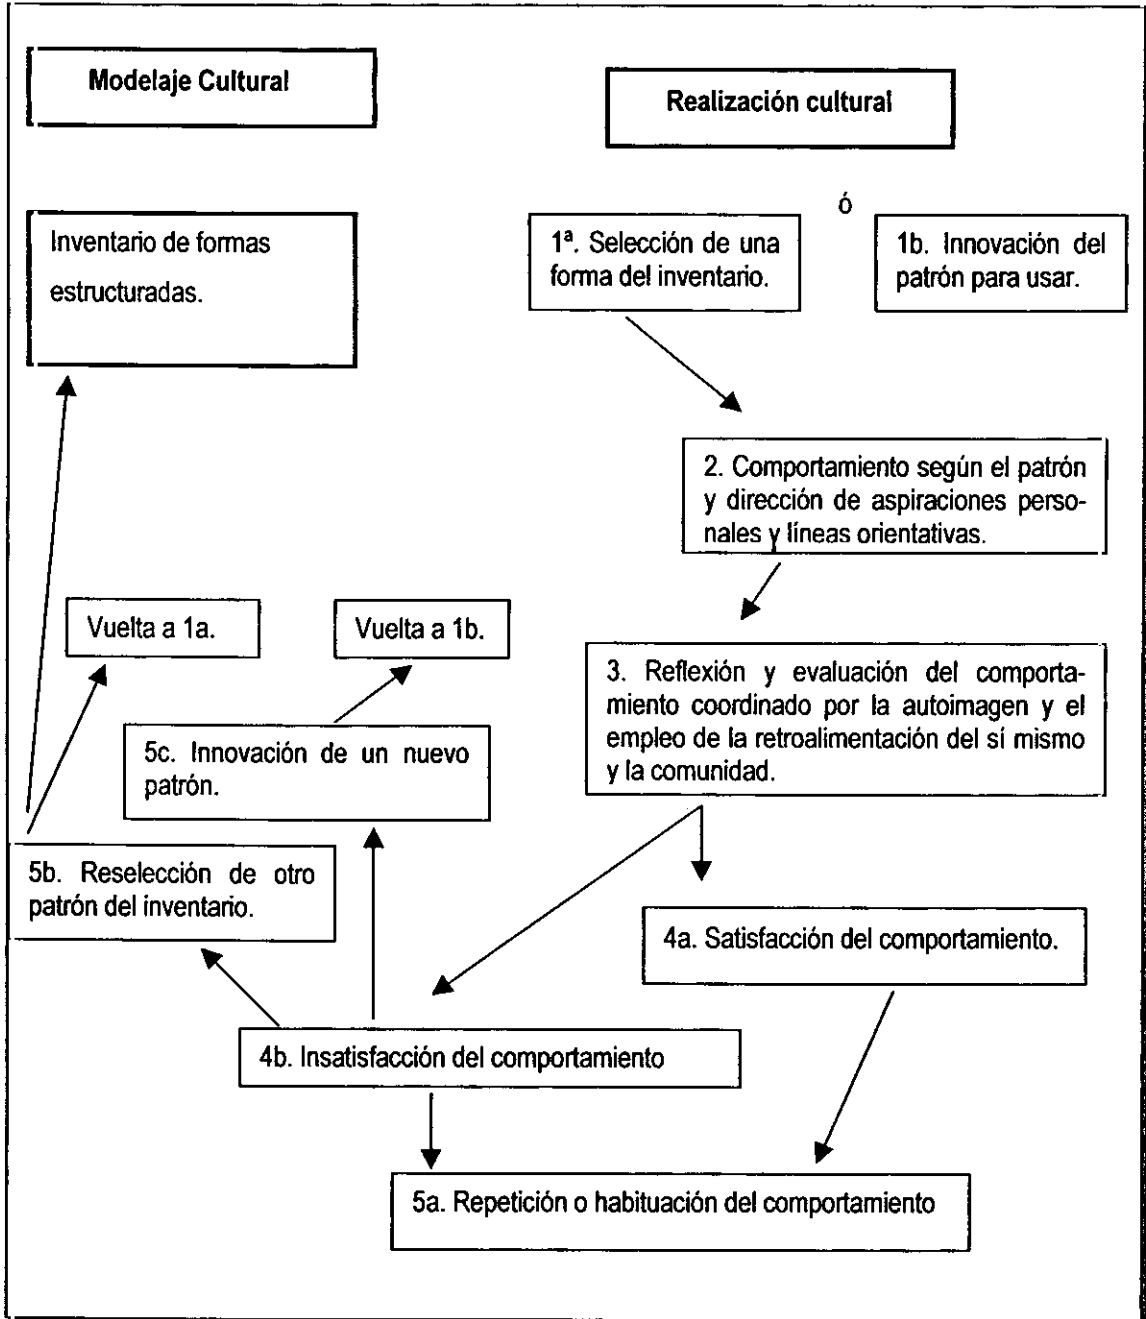 Modelaje Cultural
Realización cultural
Inventario de formas
estructuradas.
ó
1ª. Selección de una
forma del inventario.
1b. Innovación del
patrón para usar.
2. Comportamiento según el patrón
y dirección de aspiraciones perso-
nales y líneas orientativas.
Vuelta a 1a.
Vuelta a 1b.
3. Reflexión y evaluación del comporta-
miento coordinado por la autoimagen y el
empleo de la retroalimentación del sí mismo
y la comunidad.
5c. Innovación de un nuevo
patrón.
5b. Reselección de otro
patrón del inventario.
4a. Satisfacción del comportamiento.
4b. Insatisfacción del comportamiento
5a. Repetición o habituación del comportamiento